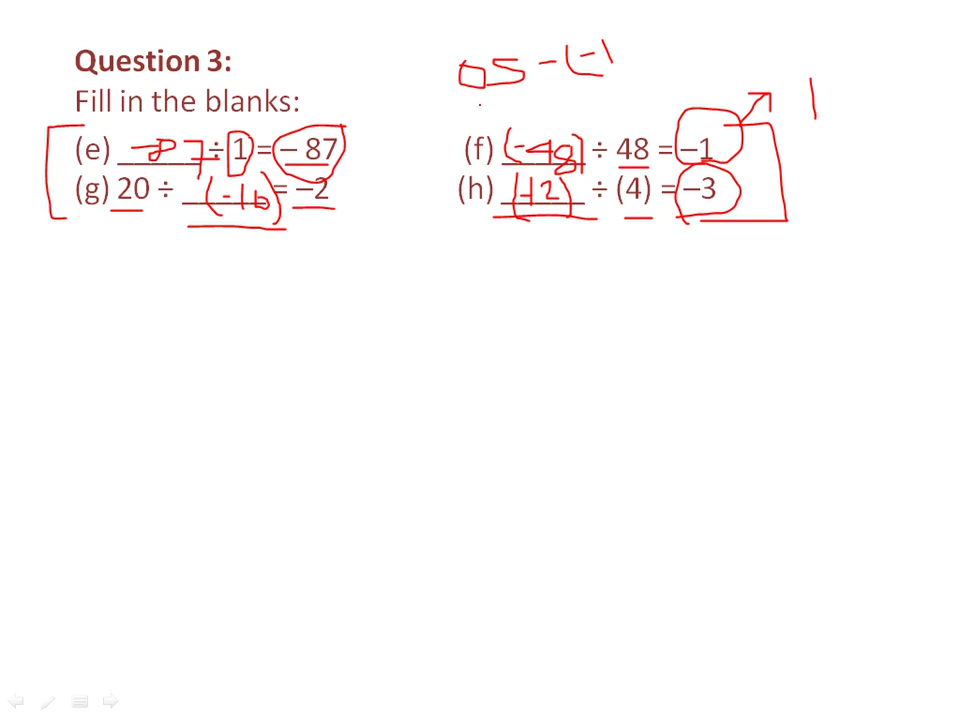 Question 3:
Fill in the blanks:
(e) -87 ÷ 1 = – 87 (f) (-48) ÷ 48 = –1
(g) 20 ÷ (-10) = –2 (h) (-12) ÷ (4) = –3